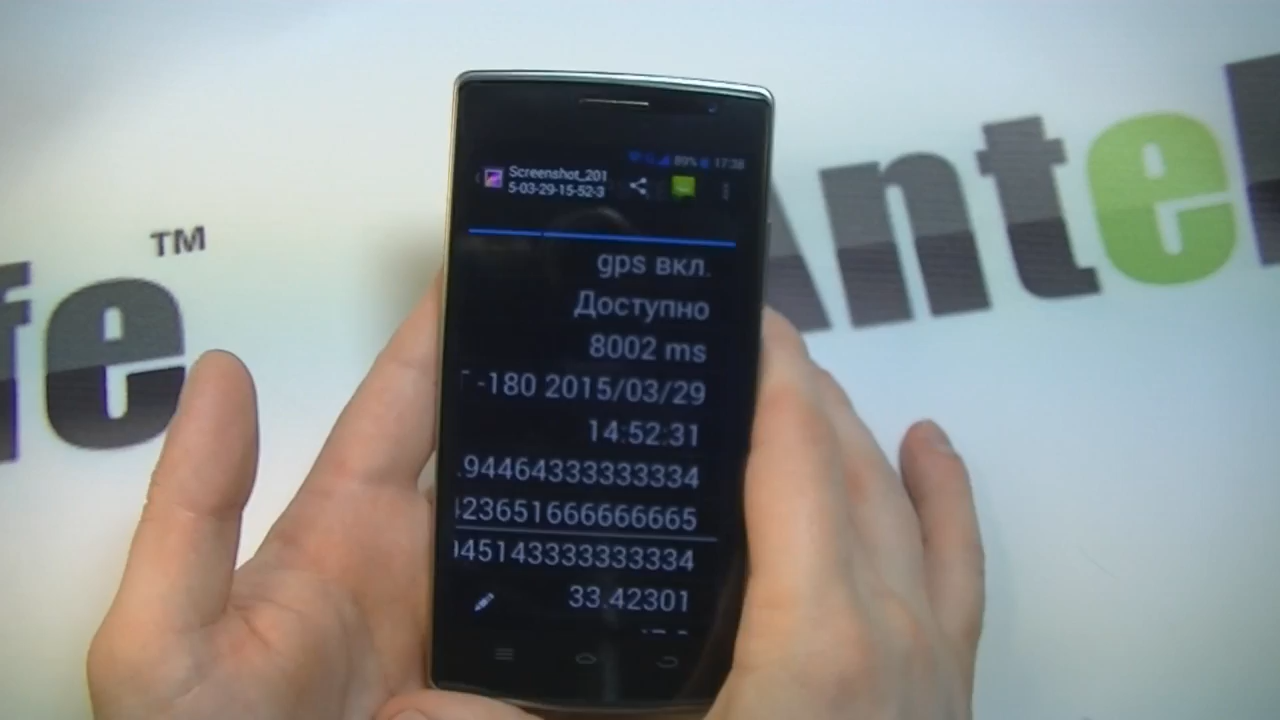 fe
TM
Ante
89% 17:38
Screenshot_201
5-03-29-15-52-3
gps вкл.
Доступно
8002 ms
-180 2015/03/29
14:52:31
.94464333333334
23651666666665
45143333333334
33.42301